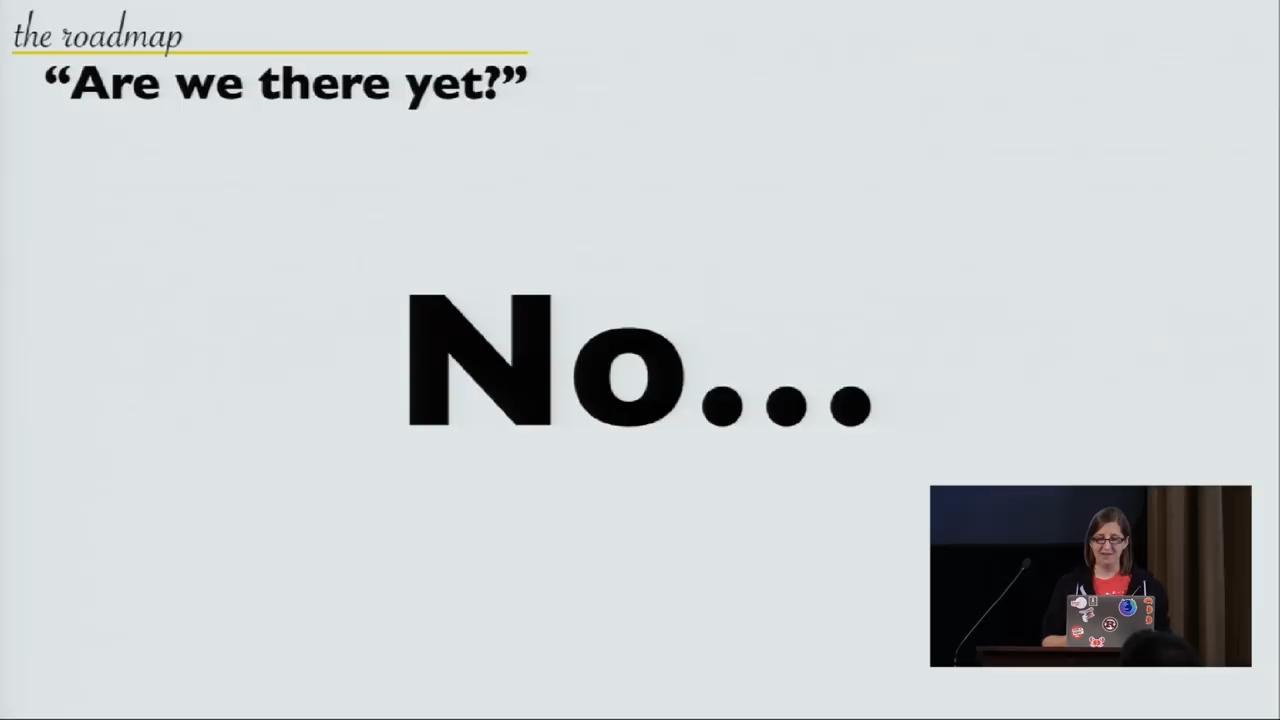 the roadmap
“Are we there yet?”
No...